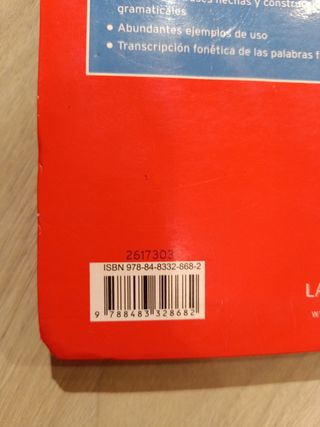 gramaticales
• Abundantes ejemplos de uso
• Transcripción fonética de las palabras
2617303
ISBN 978-84-8332-868-2
9 788483 328682